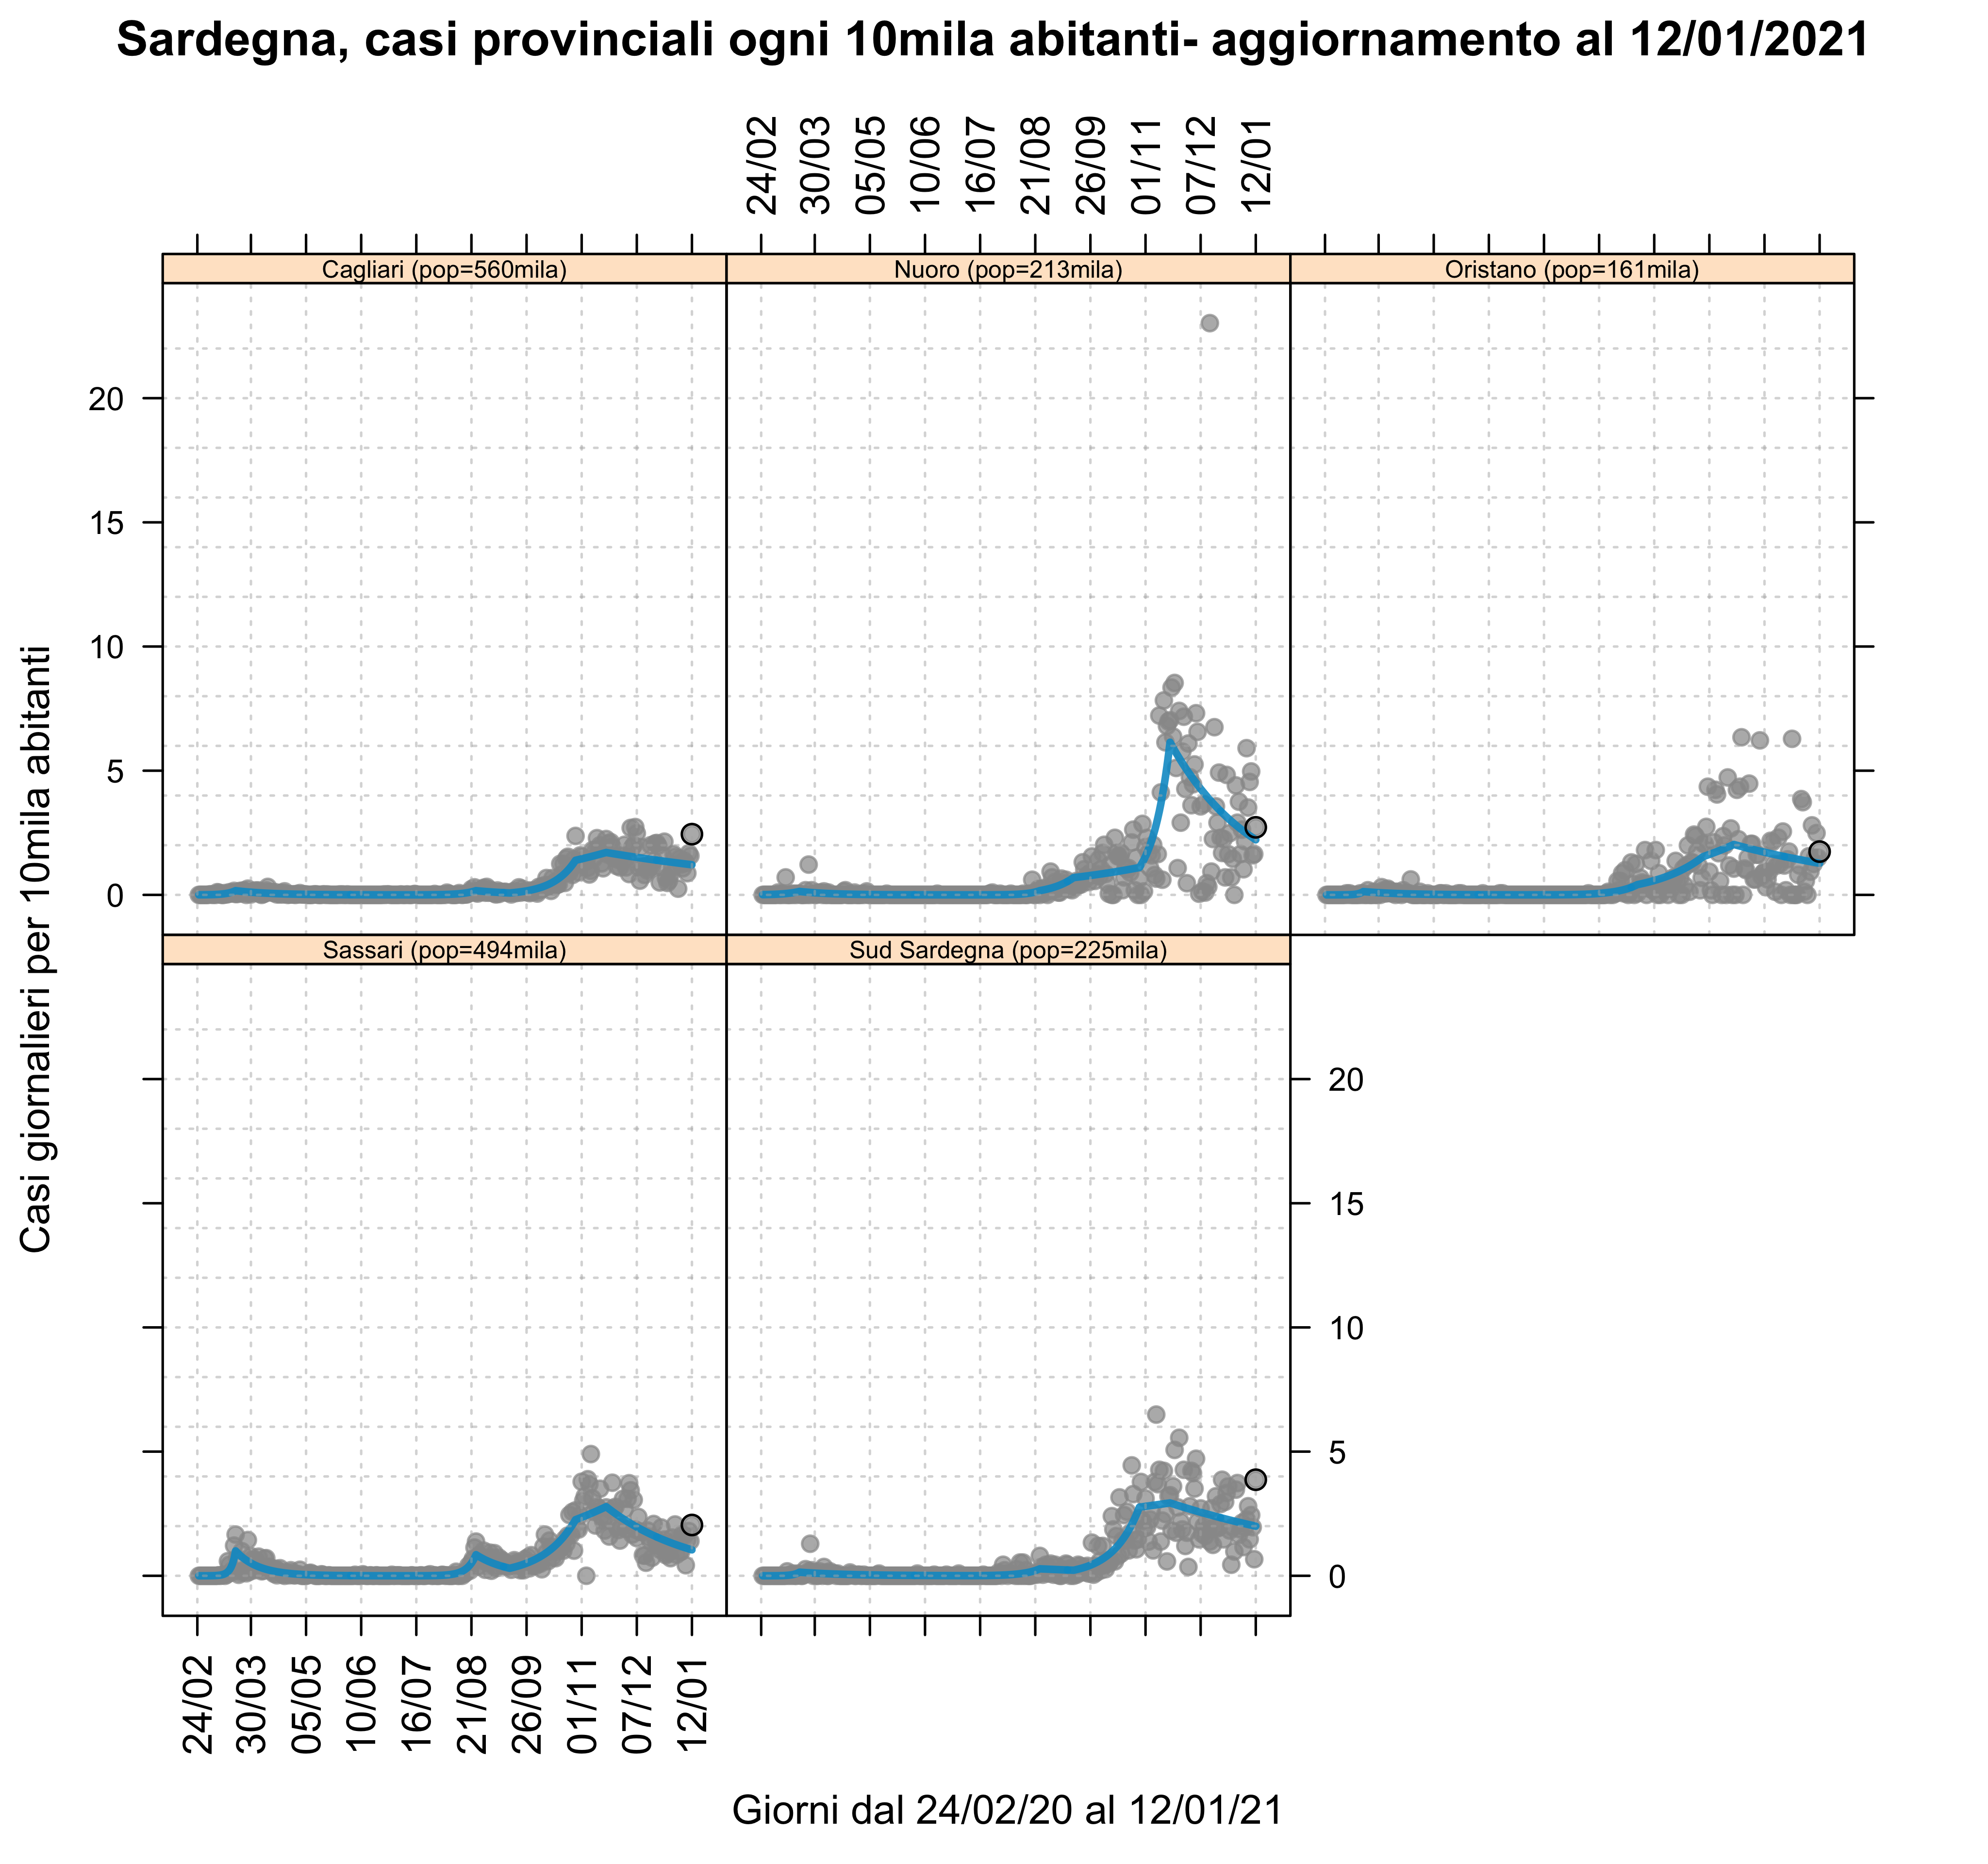 Sardegna, casi provinciali ogni 10mila abitanti- aggiornamento al 12/01/2021
24/02 30/03 05/05 10/06 16/07 21/08 26/09 01/11 07/12 12/01
Cagliari (pop=560mila) Nuoro (pop=213mila) Oristano (pop=161mila)
20
15
10
5
0
Casi giornalieri per 10mila abitanti
Sassari (pop=494mila) Sud Sardegna (pop=225mila)
20
15
10
5
0
24/02 30/03 05/05 10/06 16/07 21/08 26/09 01/11 07/12 12/01
Giorni dal 24/02/20 al 12/01/21